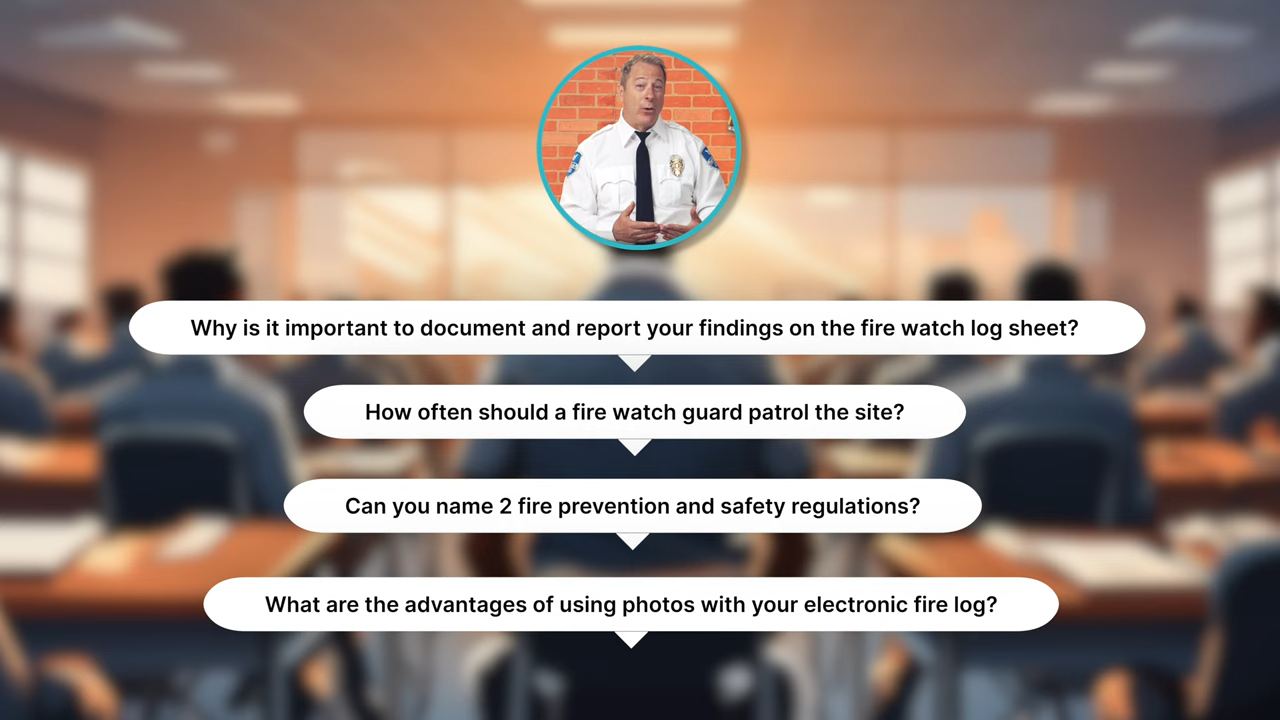 Why is it important to document and report your findings on the fire watch log sheet?
How often should a fire watch guard patrol the site?
Can you name 2 fire prevention and safety regulations?
What are the advantages of using photos with your electronic fire log?